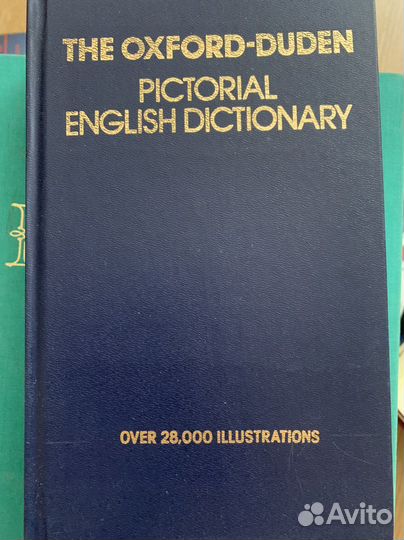 THE OXFORD-DUDEN
PICTORIAL
ENGLISH DICTIONARY
OVER 28,000 ILLUSTRATIONS
Avito